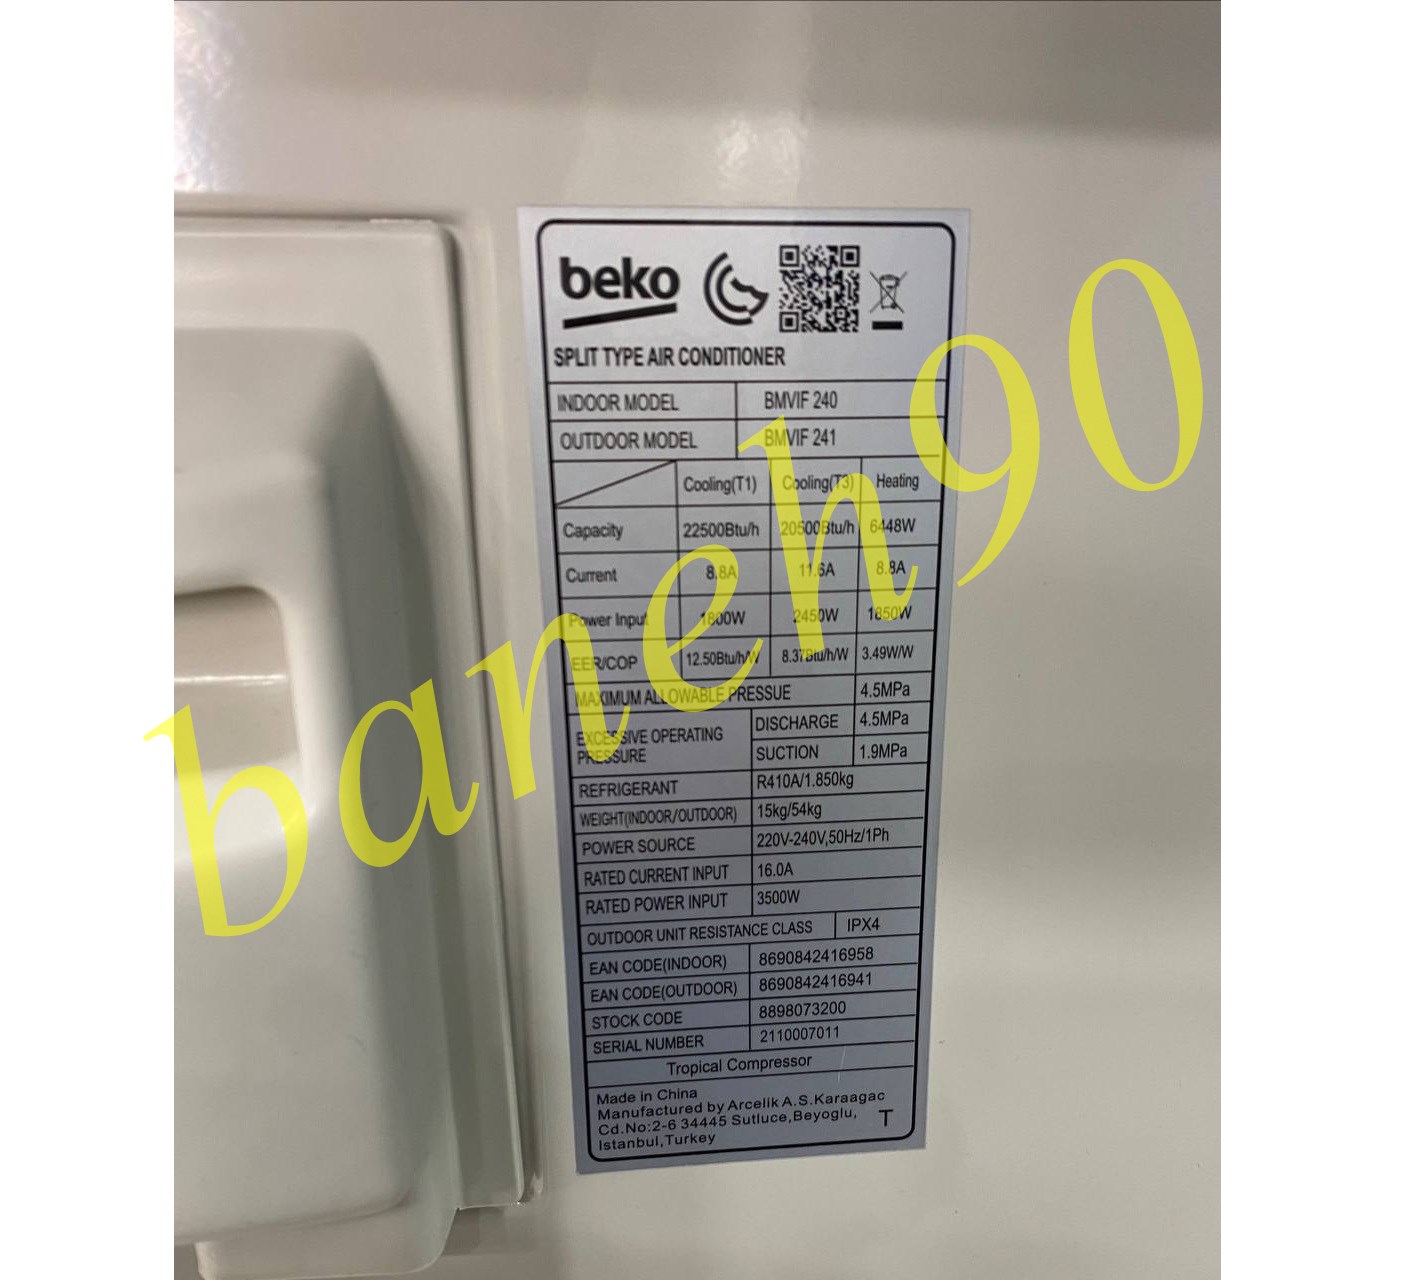 beko
SPLIT TYPE AIR CONDITIONER
INDOOR MODEL BMVIF 240
OUTDOOR MODEL BMVIF 241
Cooling(T1) Cooling(T3) Heating
Capacity 22500Btu/h 20500Btu/h 6448W
Current 8.8A 11.6A 8.8A
Power Input 1800W 2450W 1850W
EER/COP 12.50Btu/h/W 8.37Btu/h/W 3.49W/W
MAXIMUM ALLOWABLE PRESSUE 4.5MPa
EXCESSIVE OPERATING PRESSURE DISCHARGE 4.5MPa
SUCTION 1.9MPa
REFRIGERANT R410A/1.850kg
WEIGHT(INDOOR/OUTDOOR) 15kg/54kg
POWER SOURCE 220V-240V,50Hz/1Ph
RATED CURRENT INPUT 16.0A
RATED POWER INPUT 3500W
OUTDOOR UNIT RESISTANCE CLASS IPX4
EAN CODE(INDOOR) 8690842416958
EAN CODE(OUTDOOR) 8690842416941
STOCK CODE 8898073200
SERIAL NUMBER 2110007011
Tropical Compressor
Made in China
Manufactured by Arcelik A.S.Karaagac
Cd.No:2-6 34445 Sutluce,Beyoglu,
Istanbul,Turkey
T
baneh90